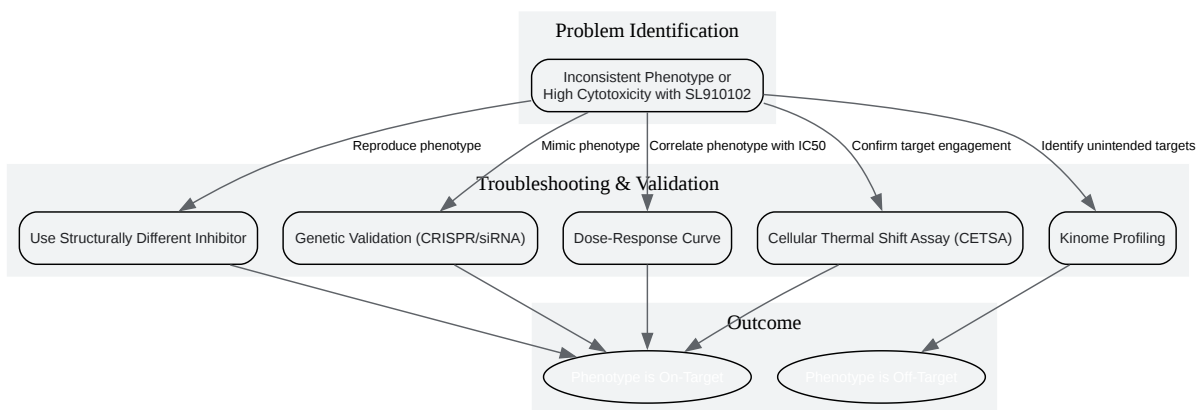 Problem Identification
Inconsistent Phenotype or
High Cytotoxicity with SL910102
Reproduce phenotype
Mimic phenotype
Correlate phenotype with IC50
Confirm target engagement
Identify unintended targets
Troubleshooting & Validation
Use Structurally Different Inhibitor
Genetic Validation (CRISPR/siRNA)
Dose-Response Curve
Cellular Thermal Shift Assay (CETSA)
Kinome Profiling
Outcome
Phenotype is On-Target
Phenotype is Off-Target